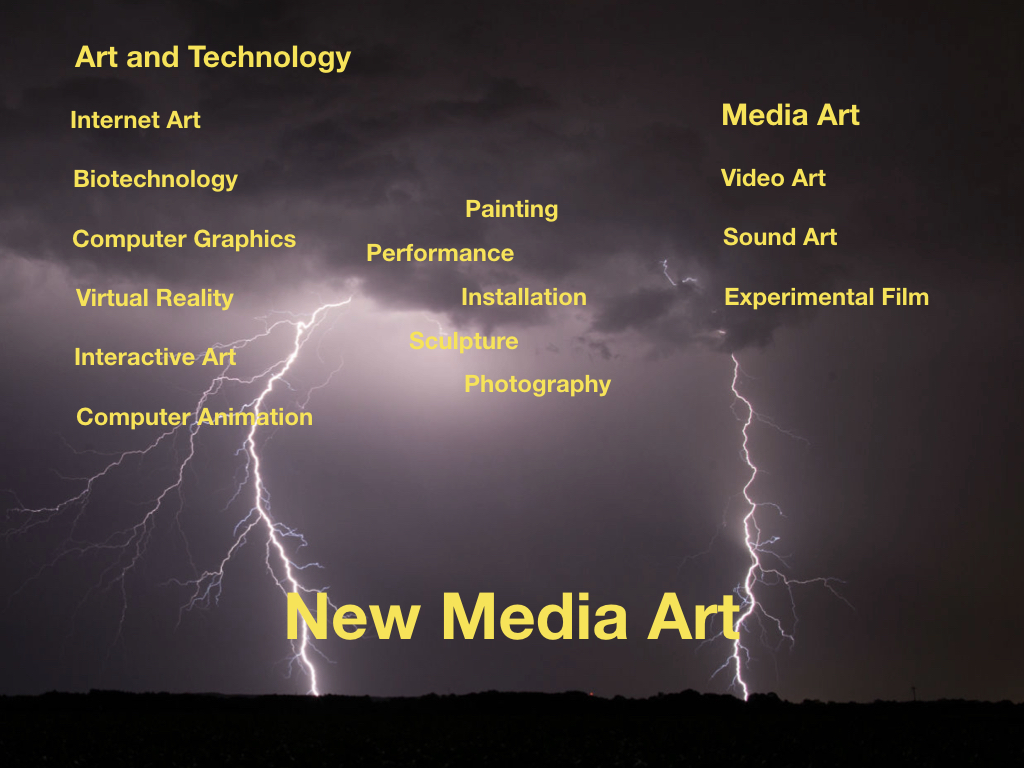 Art and Technology
Internet Art
Biotechnology
Computer Graphics
Virtual Reality
Interactive Art
Computer Animation
Painting
Performance
Installation
Sculpture
Photography
Media Art
Video Art
Sound Art
Experimental Film
New Media Art